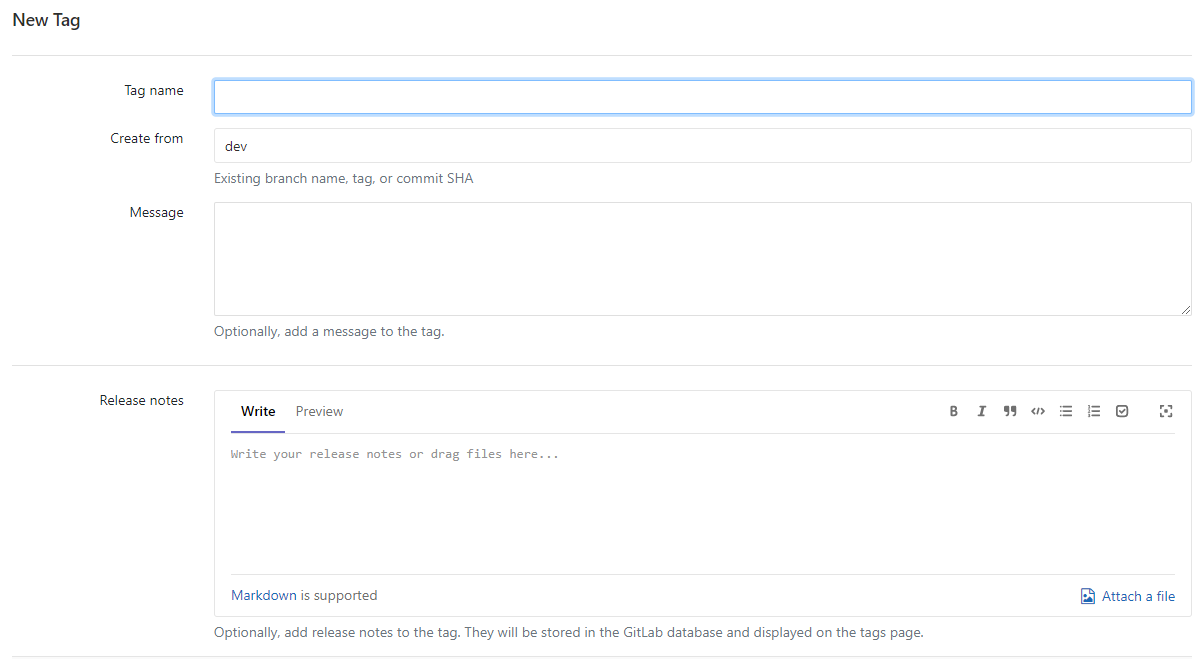 New Tag
Tag name
Create from
dev
Existing branch name, tag, or commit SHA
Message
Optionally, add a message to the tag.
Release notes
Write Preview
Write your release notes or drag files here...
Markdown is supported
Attach a file
Optionally, add release notes to the tag. They will be stored in the GitLab database and displayed on the tags page.